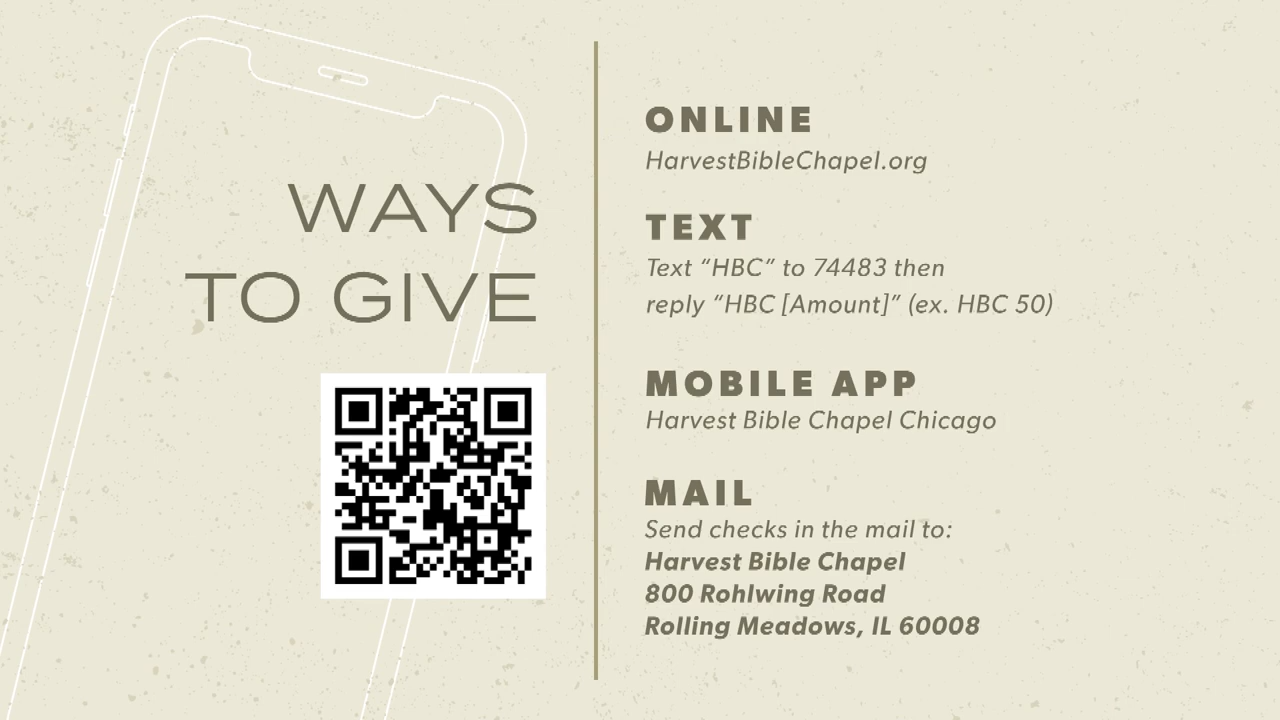 WAYS
TO GIVE
ONLINE
HarvestBibleChapel.org
TEXT
Text “HBC” to 74483 then
reply “HBC [Amount]” (ex. HBC 50)
MOBILE APP
Harvest Bible Chapel Chicago
MAIL
Send checks in the mail to:
Harvest Bible Chapel
800 Rohlwing Road
Rolling Meadows, IL 60008